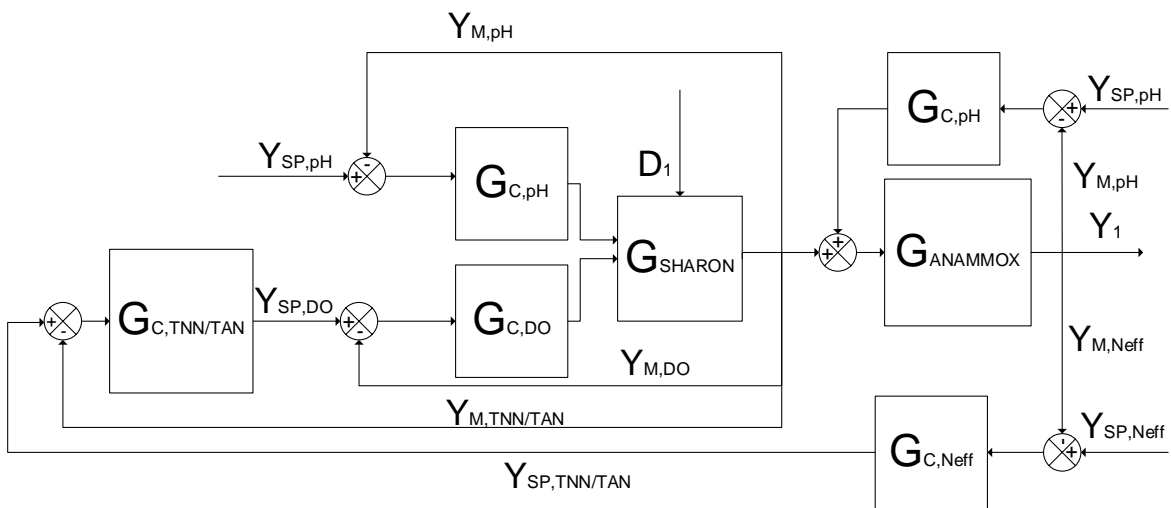 Y_M,pH
Y_SP,pH
G_C,pH
Y_SP,pH
G_C,pH
D_1
Y_M,pH
Y_1
G_SHARON
G_ANAMMOX
G_C,TNN/TAN
Y_SP,DO
G_C,DO
Y_M,DO
Y_M,Neff
Y_M,TNN/TAN
Y_SP,Neff
G_C,Neff
Y_SP,TNN/TAN